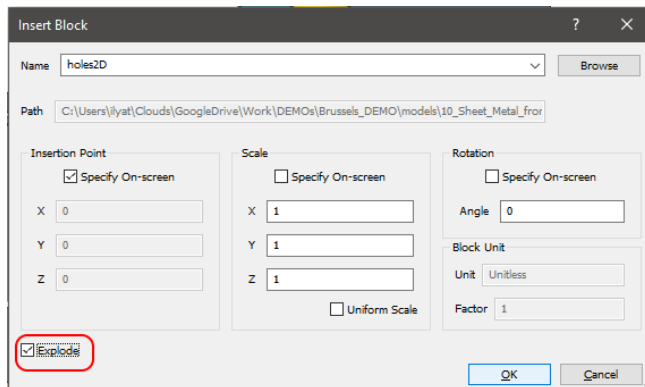 Insert Block ? ×
Name holes2D Browse
Path C:\Users\ilyat\Clouds\GoogleDrive\Work\DEMOs\Brussels_DEMO\models\10_Sheet_Metal_fror
Insertion Point Scale Rotation
Specify On-screen Specify On-screen Specify On-screen
X 0 X 1 Angle 0
Y 0 Y 1 Block Unit
Z 0 Z 1 Unit Unitless
Uniform Scale Factor 1
Explode
OK Cancel